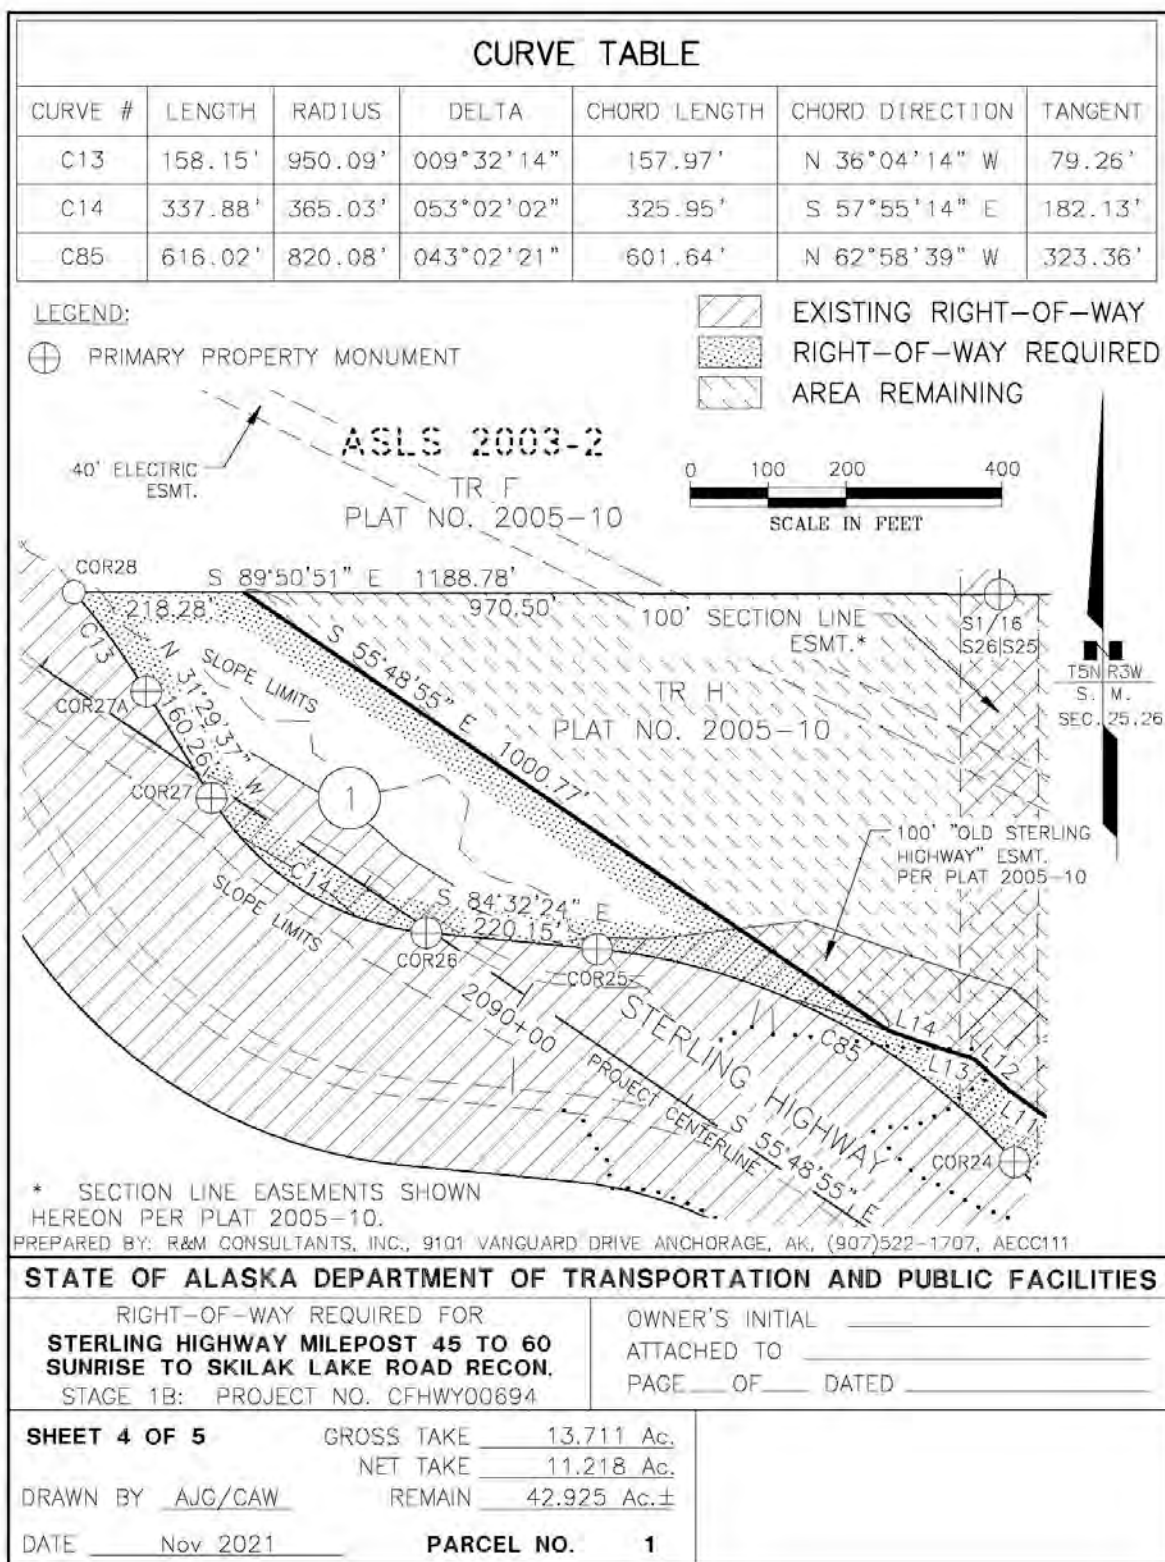 CURVE TABLE
CURVE # LENGTH RADIUS DELTA CHORD LENGTH CHORD DIRECTION TANGENT
C13 158.15' 950.09' 009°32'14" 157.97' N 36°04'14" W 79.26'
C14 337.88' 365.03' 053°02'02" 325.95' S 57°55'14" E 182.13'
C85 616.02' 820.08' 043°02'21" 601.64' N 62°58'39" W 323.36'
LEGEND:
PRIMARY PROPERTY MONUMENT
EXISTING RIGHT-OF-WAY
RIGHT-OF-WAY REQUIRED
AREA REMAINING
ASLS 2003-2
40' ELECTRIC
ESMT.
TR F
PLAT NO. 2005-10
0 100 200 400
SCALE IN FEET
COR28
S 89°50'51" E 1188.78'
218.28'
970.50'
100' SECTION LINE
ESMT.*
S1/16
S26|S25
N
T5N R3W
S. M.
SEC. 25,26
C13
N 31°29'37" W
160.26'
SLOPE LIMITS
S 55°48'55" E 1000.77'
TR H
PLAT NO. 2005-10
COR27A
COR27
1
100' "OLD STERLING
HIGHWAY" ESMT.
PER PLAT 2005-10
C14
SLOPE LIMITS
S 84°32'24" E
220.15'
COR26
COR25
2090+00
STERLING HIGHWAY
C85
L14
L13
L12
L11
PROJECT CENTERLINE
S 55°48'55" E
COR24
* SECTION LINE EASEMENTS SHOWN
HEREON PER PLAT 2005-10.
PREPARED BY: R&M CONSULTANTS, INC., 9101 VANGUARD DRIVE ANCHORAGE, AK, (907)522-1707, AECC111
STATE OF ALASKA DEPARTMENT OF TRANSPORTATION AND PUBLIC FACILITIES
RIGHT-OF-WAY REQUIRED FOR
STERLING HIGHWAY MILEPOST 45 TO 60
SUNRISE TO SKILAK LAKE ROAD RECON.
STAGE 1B: PROJECT NO. CFHWY00694
OWNER'S INITIAL
ATTACHED TO
PAGE OF DATED
SHEET 4 OF 5
GROSS TAKE 13.711 Ac.
NET TAKE 11.218 Ac.
DRAWN BY AJG/CAW REMAIN 42.925 Ac.±
DATE Nov 2021 PARCEL NO. 1